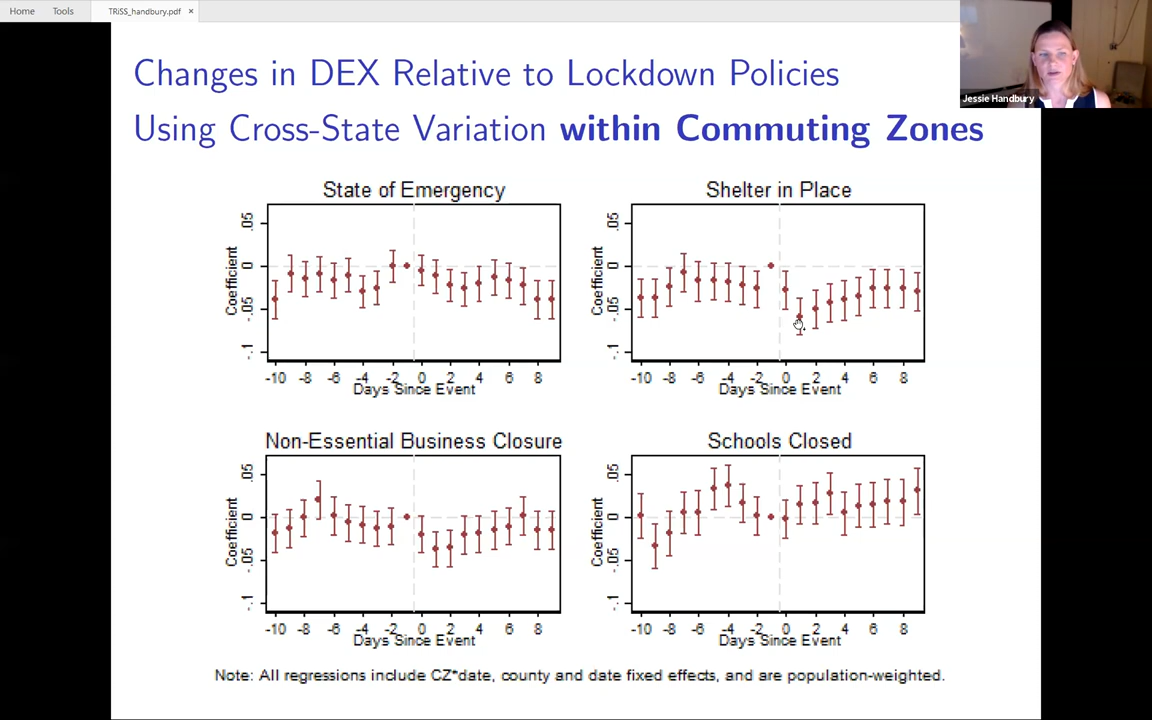 Home Tools TRiSS_handbury.pdf ×
Jessie Handbury
Changes in DEX Relative to Lockdown Policies
Using Cross-State Variation within Commuting Zones
State of Emergency
Coefficient
.05
0
-.05
-.1
-10 -8 -6 -4 -2 0 2 4 6 8
Days Since Event
Shelter in Place
Coefficient
.05
0
-.05
-.1
-10 -8 -6 -4 -2 0 2 4 6 8
Days Since Event
Non-Essential Business Closure
Coefficient
.05
0
-.05
-.1
-10 -8 -6 -4 -2 0 2 4 6 8
Days Since Event
Schools Closed
Coefficient
.05
0
-.05
-.1
-10 -8 -6 -4 -2 0 2 4 6 8
Days Since Event
Note: All regressions include CZ*date, county and date fixed effects, and are population-weighted.